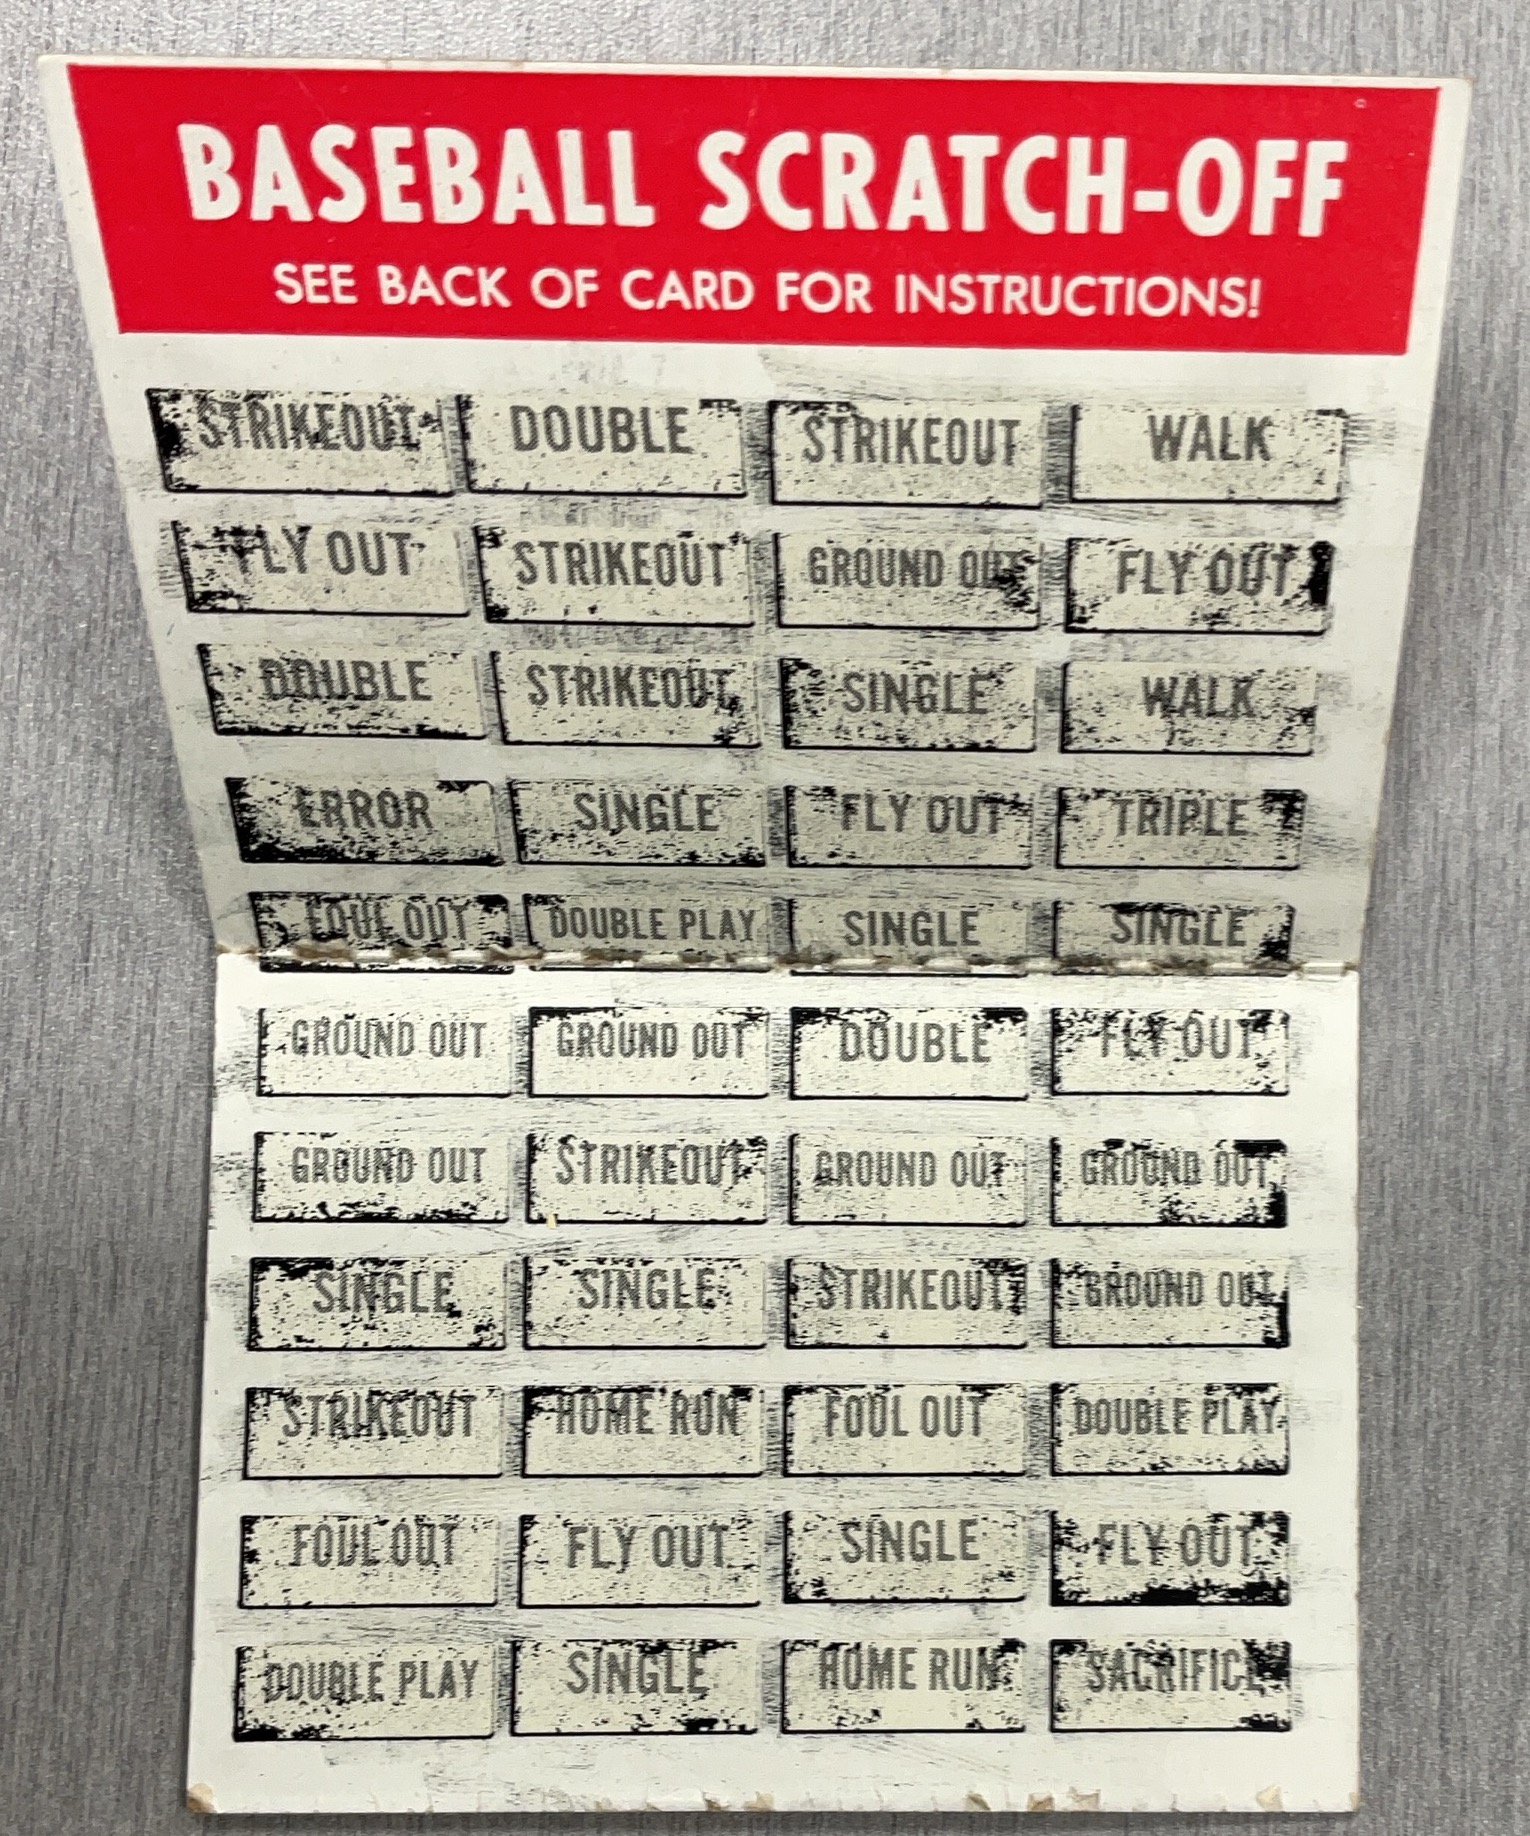 BASEBALL SCRATCH-OFF
SEE BACK OF CARD FOR INSTRUCTIONS!
STRIKEOUT DOUBLE STRIKEOUT WALK
FLY OUT STRIKEOUT GROUND OUT FLY OUT
DOUBLE STRIKEOUT SINGLE WALK
ERROR SINGLE FLY OUT TRIPLE
FOUL OUT DOUBLE PLAY SINGLE SINGLE
GROUND OUT GROUND OUT DOUBLE FLY OUT
GROUND OUT STRIKEOUT GROUND OUT GROUND OUT
SINGLE SINGLE STRIKEOUT GROUND OUT
STRIKEOUT HOME RUN FOUL OUT DOUBLE PLAY
FOUL OUT FLY OUT SINGLE FLY OUT
DOUBLE PLAY SINGLE HOME RUN SACRIFICE